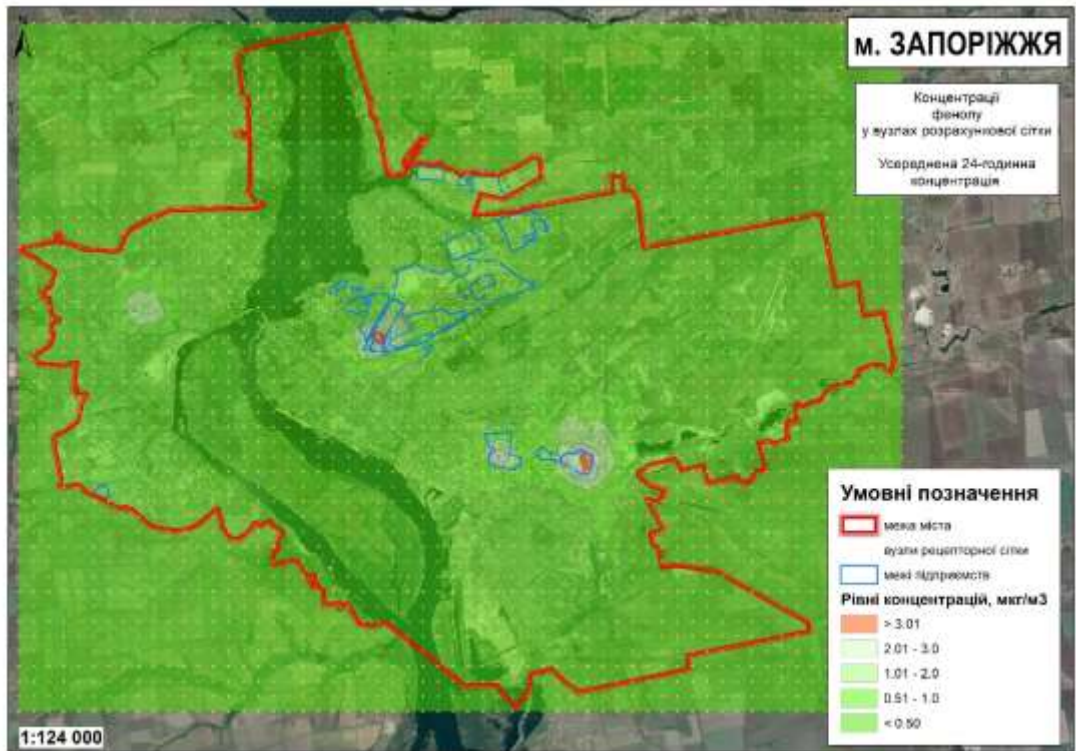 м. ЗАПОРІЖЖЯ
Концентрації
фенолу
у вузлах розрахункової сітки
Усереднена 24-годинна
концентрація
Умовні позначення
межа міста
вузли рецепторної сітки
межі підприємств
Рівні концентрацій, мкг/м3
> 3.01
2.01 - 3.0
1.01 - 2.0
0.51 - 1.0
< 0.50
1:124 000